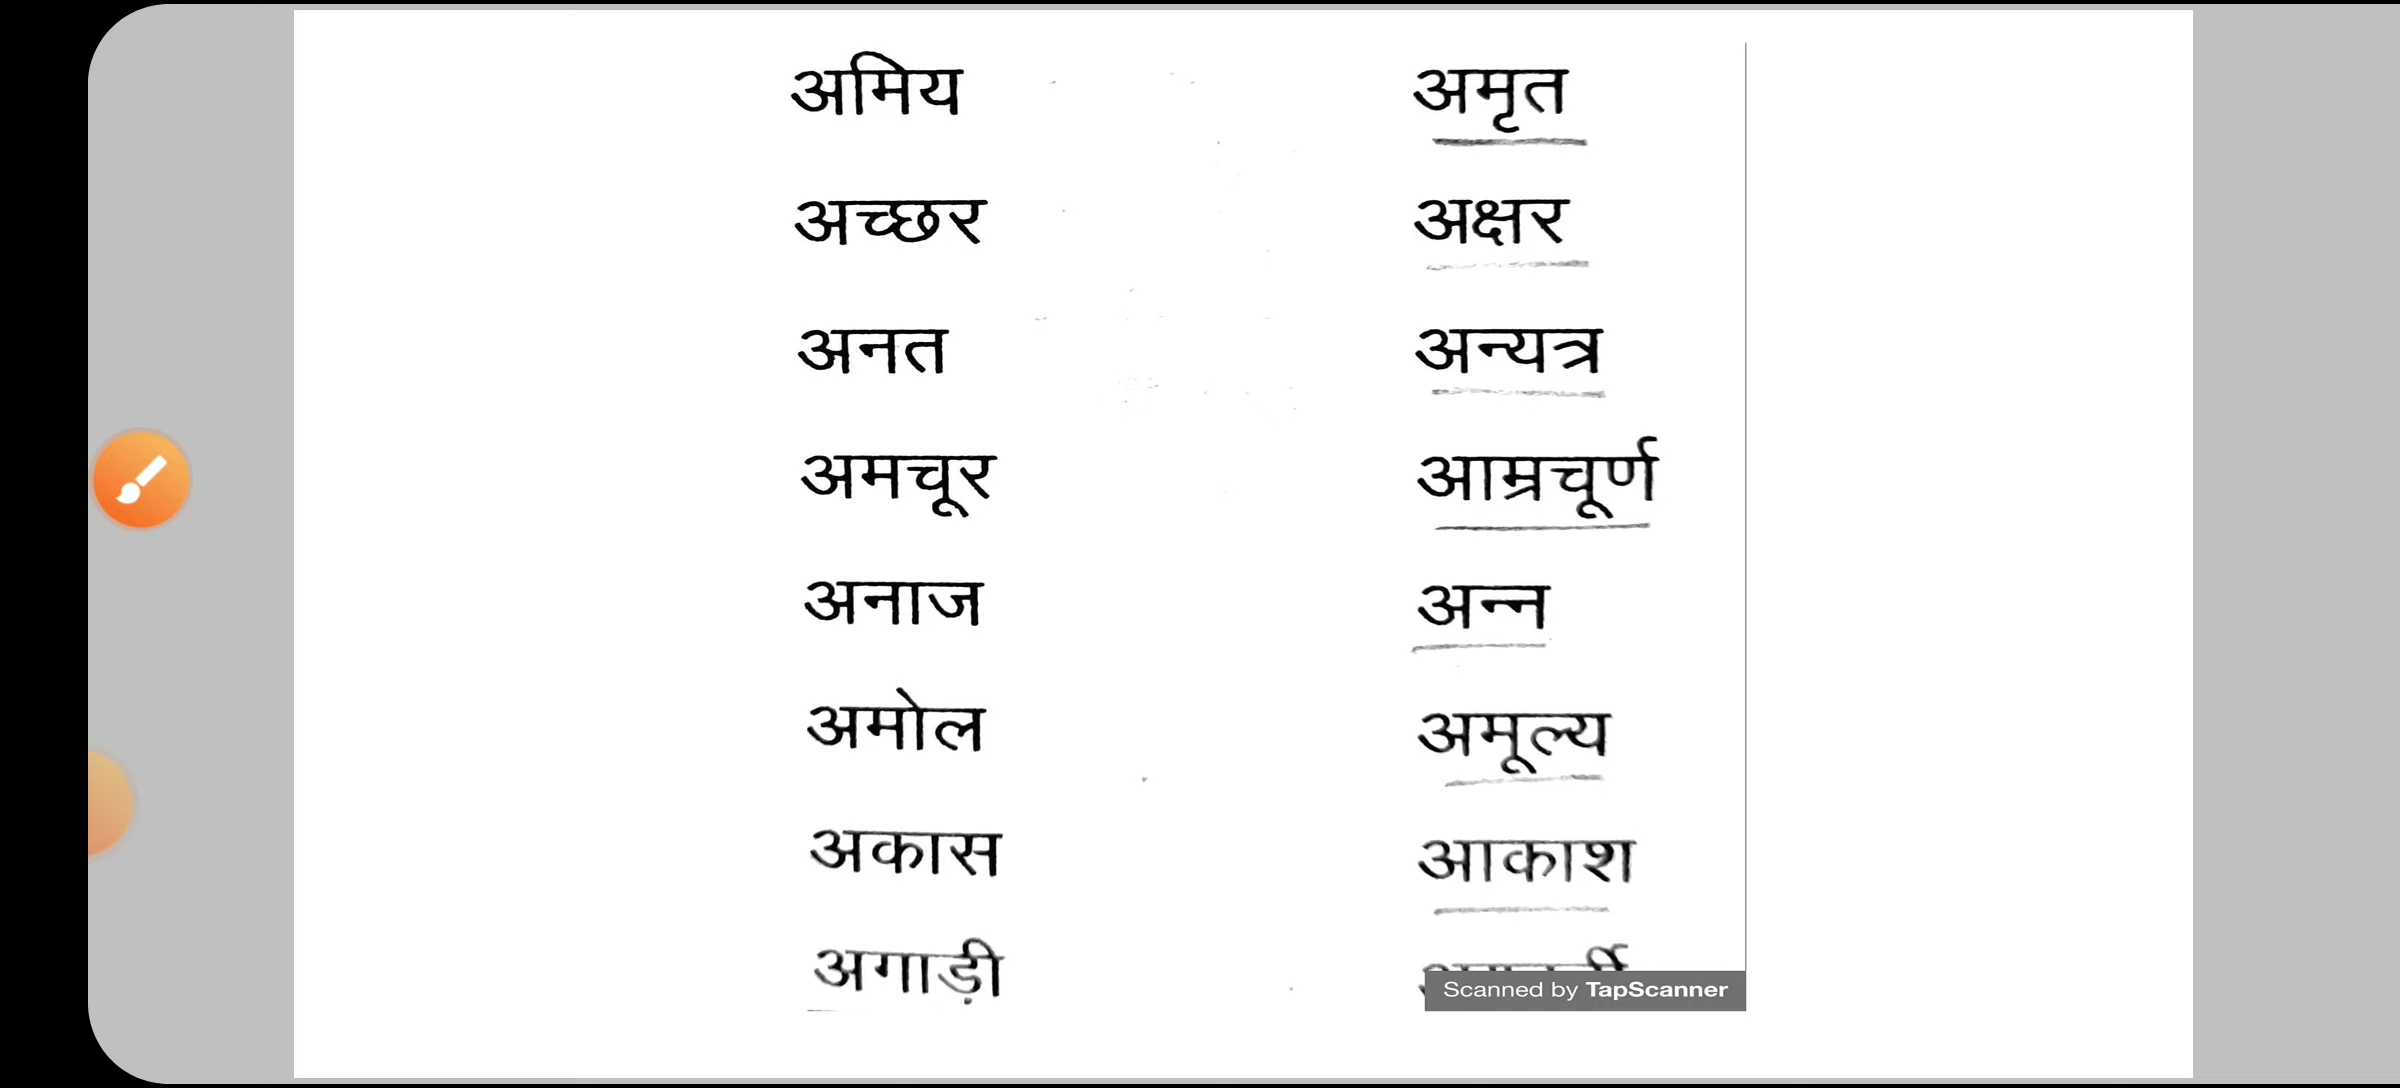 अमिय अमृत
अच्छर अक्षर
अनत अन्यत्र
अमचूर आम्रचूर्ण
अनाज अन्न
अमोल अमूल्य
अकास आकाश
अगाड़ी
Scanned by TapScanner